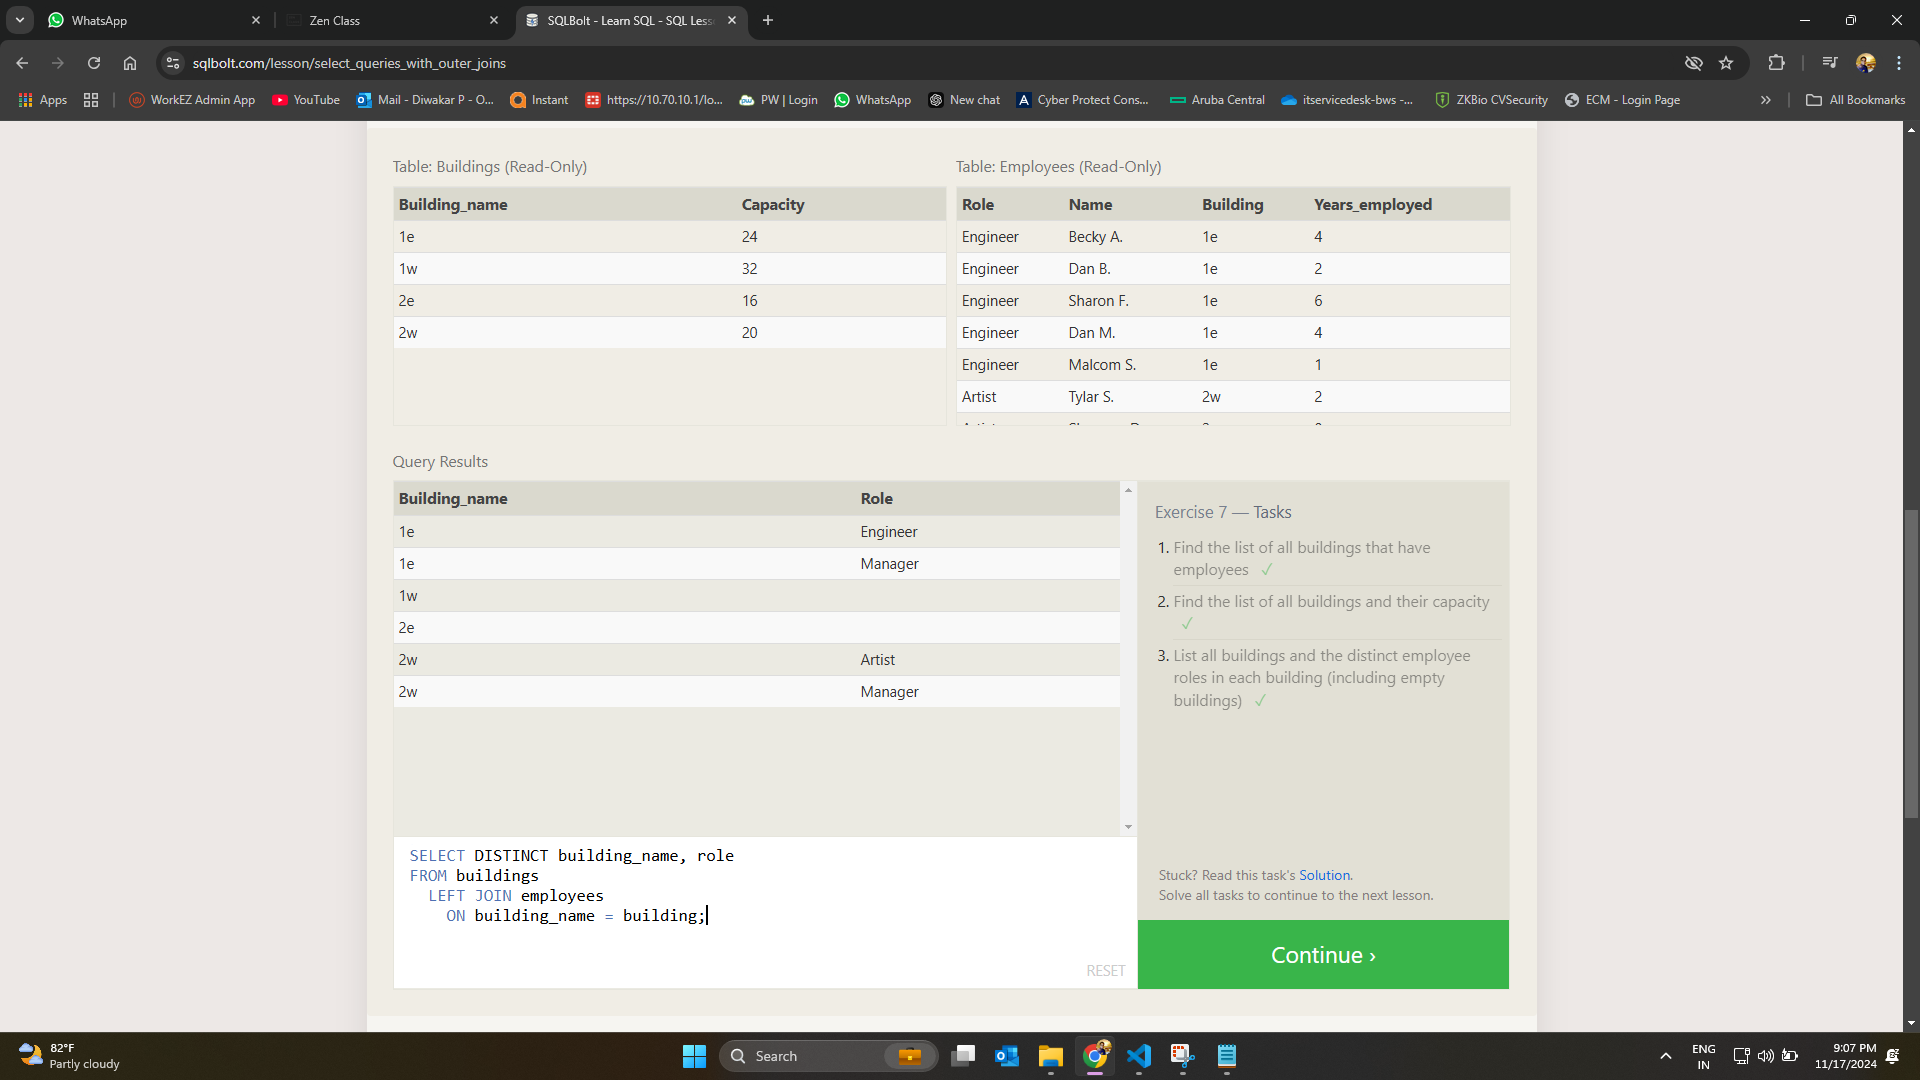 WhatsApp
Zen Class
SQLBolt - Learn SQL - SQL Less
sqlbolt.com/lesson/select_queries_with_outer_joins
Apps
WorkEZ Admin App
YouTube
Mail - Diwakar P - O...
Instant
https://10.70.10.1/lo...
PW | Login
WhatsApp
New chat
Cyber Protect Cons...
Aruba Central
itservicedesk-bws -...
ZKBio CVSecurity
ECM - Login Page
All Bookmarks
Table: Buildings (Read-Only)
Building_name Capacity
1e 24
1w 32
2e 16
2w 20
Table: Employees (Read-Only)
Role Name Building Years_employed
Engineer Becky A. 1e 4
Engineer Dan B. 1e 2
Engineer Sharon F. 1e 6
Engineer Dan M. 1e 4
Engineer Malcom S. 1e 1
Artist Tylar S. 2w 2
Query Results
Building_name Role
1e Engineer
1e Manager
1w
2e
2w Artist
2w Manager
Exercise 7 — Tasks
1. Find the list of all buildings that have
employees ✓
2. Find the list of all buildings and their capacity
✓
3. List all buildings and the distinct employee
roles in each building (including empty
buildings) ✓
SELECT DISTINCT building_name, role
FROM buildings
LEFT JOIN employees
ON building_name = building;
RESET
Stuck? Read this task's Solution.
Solve all tasks to continue to the next lesson.
Continue ›
82°F
Partly cloudy
Search
ENG
IN
9:07 PM
11/17/2024